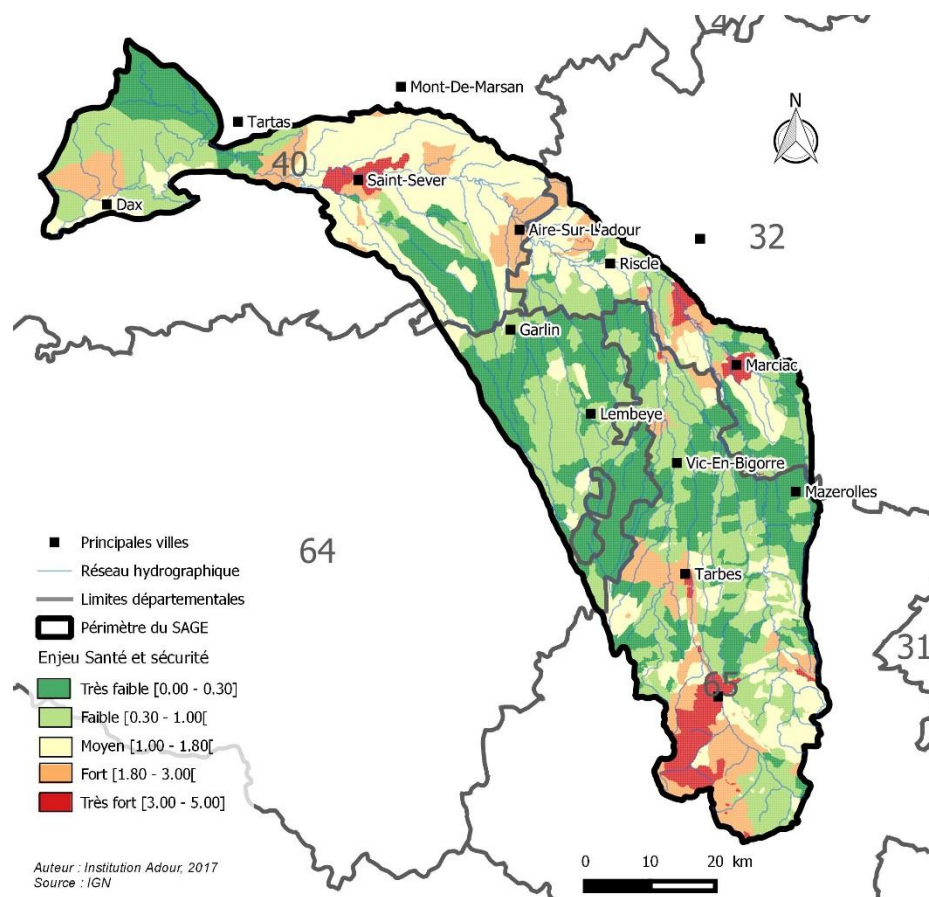 47
Mont-De-Marsan
N
Tartas
40
Saint-Sever
Dax
Aire-Sur-L'adour
32
Riscle
Garlin
Marciac
Lembeye
Vic-En-Bigorre
Mazerolles
64
Tarbes
31
65
Principales villes
Réseau hydrographique
Limites départementales
Périmètre du SAGE
Enjeu Santé et sécurité
Très faible [0.00 - 0.30]
Faible [0.30 - 1.00[
Moyen [1.00 - 1.80[
Fort [1.80 - 3.00[
Très fort [3.00 - 5.00]
0 10 20 km
Auteur : Institution Adour, 2017
Source : IGN